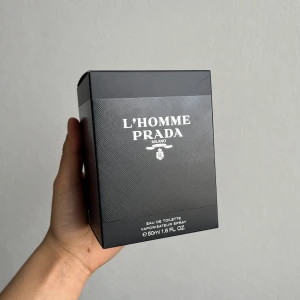 L'HOMME
PRADA
MILANO
EAU DE TOILETTE
VAPORISATEUR SPRAY
℮ 50ml 1.6 FL. OZ.